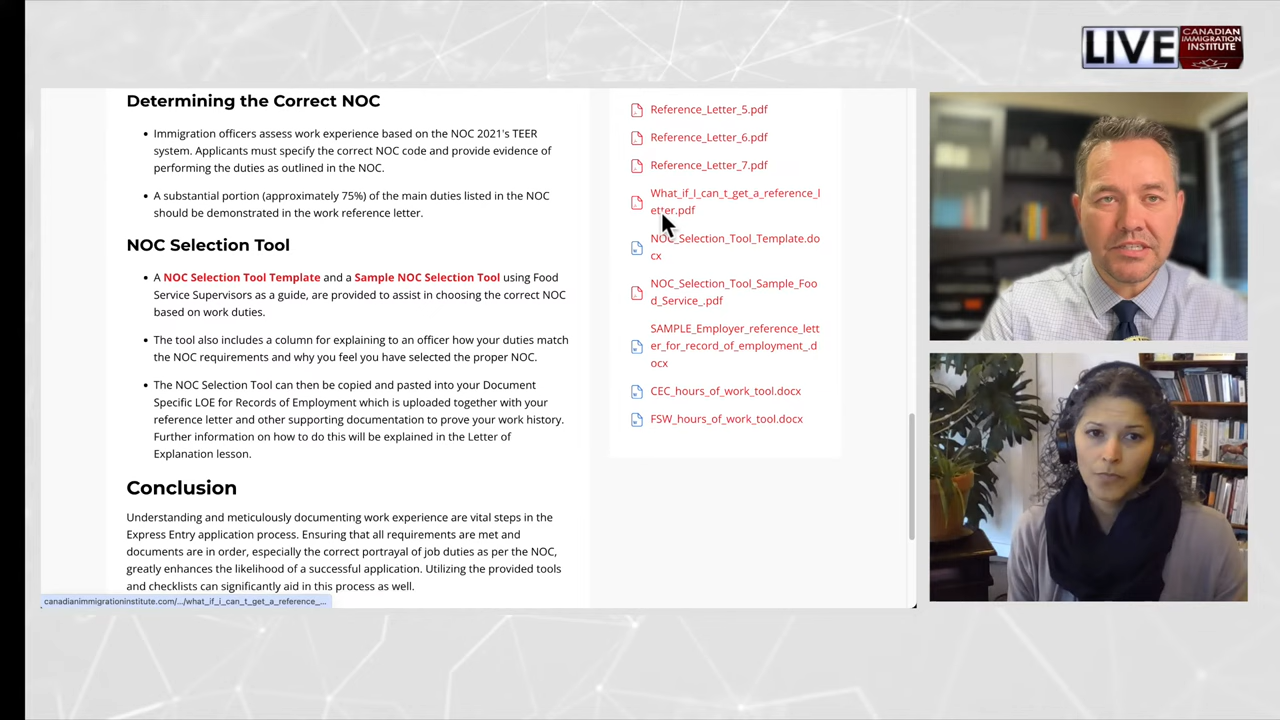 LIVE
CANADIAN
IMMIGRATION
INSTITUTE
Determining the Correct NOC
• Immigration officers assess work experience based on the NOC 2021's TEER
system. Applicants must specify the correct NOC code and provide evidence of
performing the duties as outlined in the NOC.
• A substantial portion (approximately 75%) of the main duties listed in the NOC
should be demonstrated in the work reference letter.
NOC Selection Tool
• A NOC Selection Tool Template and a Sample NOC Selection Tool using Food
Service Supervisors as a guide, are provided to assist in choosing the correct NOC
based on work duties.
• The tool also includes a column for explaining to an officer how your duties match
the NOC requirements and why you feel you have selected the proper NOC.
• The NOC Selection Tool can then be copied and pasted into your Document
Specific LOE for Records of Employment which is uploaded together with your
reference letter and other supporting documentation to prove your work history.
Further information on how to do this will be explained in the Letter of
Explanation lesson.
Conclusion
Understanding and meticulously documenting work experience are vital steps in the
Express Entry application process. Ensuring that all requirements are met and
documents are in order, especially the correct portrayal of job duties as per the NOC,
greatly enhances the likelihood of a successful application. Utilizing the provided tools
and checklists can significantly aid in this process as well.
canadianimmigrationinstitute.com/.../what_if_i_can_t_get_a_reference_...
Reference_Letter_5.pdf
Reference_Letter_6.pdf
Reference_Letter_7.pdf
What_if_I_can_t_get_a_reference_l
etter.pdf
NOC_Selection_Tool_Template.do
cx
NOC_Selection_Tool_Sample_Foo
d_Service_.pdf
SAMPLE_Employer_reference_lett
er_for_record_of_employment_.d
ocx
CEC_hours_of_work_tool.docx
FSW_hours_of_work_tool.docx